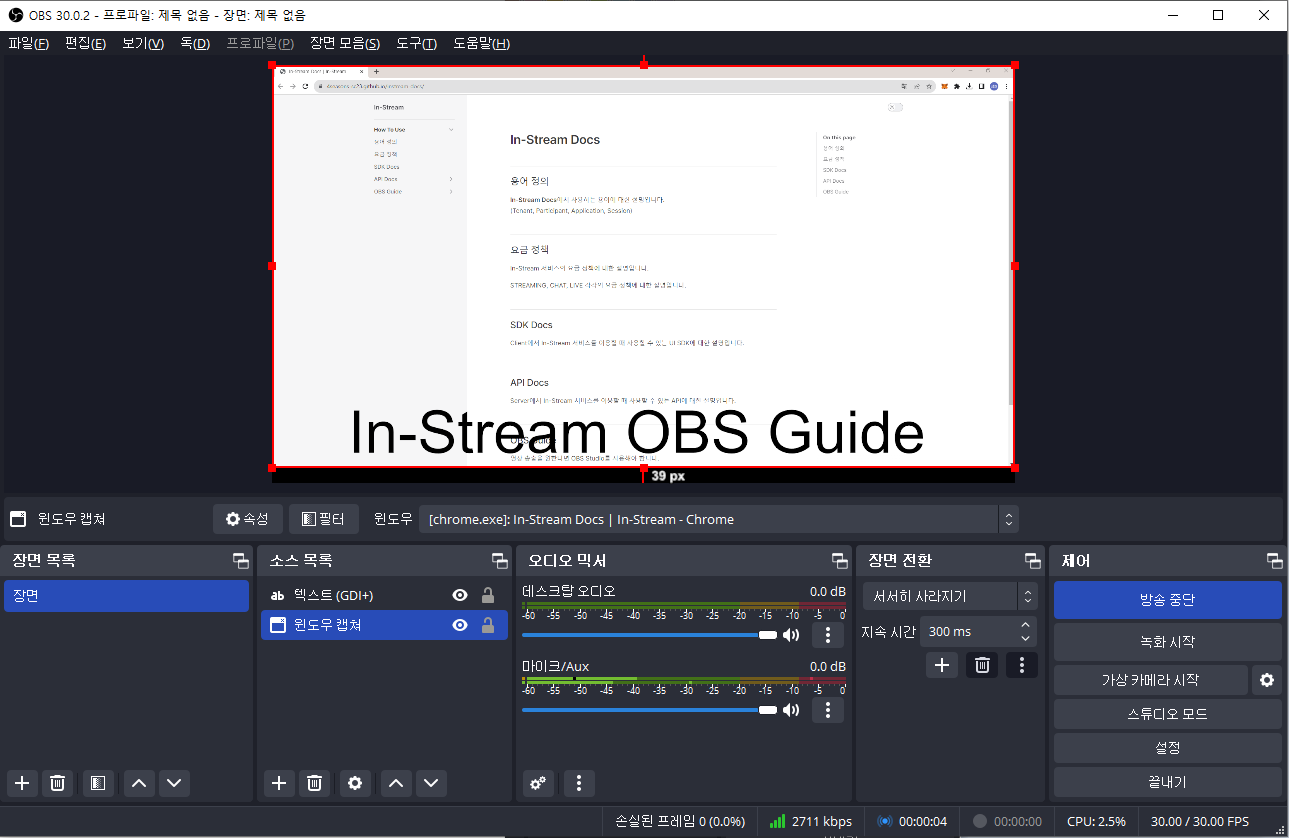 OBS 30.0.2 - 프로파일: 제목 없음 - 장면: 제목 없음
파일(F) 편집(E) 보기(V) 독(D) 프로파일(P) 장면 모음(S) 도구(T) 도움말(H)
In-Stream Docs | In-Stream
In-Stream
How To Use
용어 정의
요금 정책
SDK Docs
API Docs
OBS Guide
In-Stream Docs
용어 정의
In-Stream Docs에서 사용하는 용어에 대한 설명입니다.
(Tenant, Participant, Application, Session)
요금 정책
In-Stream 서비스의 요금 정책에 대한 설명입니다.
STREAMING, CHAT, LIVE 각각의 요금 정책에 대한 설명입니다.
SDK Docs
Client에서 In-Stream 서비스를 이용할 때 사용할 수 있는 UI SDK에 대한 설명입니다.
API Docs
Server에서 In-Stream 서비스를 이용할 때 사용할 수 있는 API에 대한 설명입니다.
OBS Guide
영상 송출을 원한다면 OBS Studio를 사용해야 합니다.
On this page
용어 정의
요금 정책
SDK Docs
API Docs
OBS Guide
In-Stream OBS Guide
39 px
윈도우 캡쳐 속성 필터 윈도우 [chrome.exe]: In-Stream Docs | In-Stream - Chrome
장면 목록
장면
소스 목록
ab 텍스트 (GDI+)
윈도우 캡쳐
오디오 믹서
데스크탑 오디오 0.0 dB
-60 -55 -50 -45 -40 -35 -30 -25 -20 -15 -10 -5 0
마이크/Aux 0.0 dB
-60 -55 -50 -45 -40 -35 -30 -25 -20 -15 -10 -5 0
장면 전환
서서히 사라지기
지속 시간 300 ms
제어
방송 중단
녹화 시작
가상 카메라 시작
스튜디오 모드
설정
끝내기
손실된 프레임 0 (0.0%) 2711 kbps 00:00:04 00:00:00 CPU: 2.5% 30.00 / 30.00 FPS